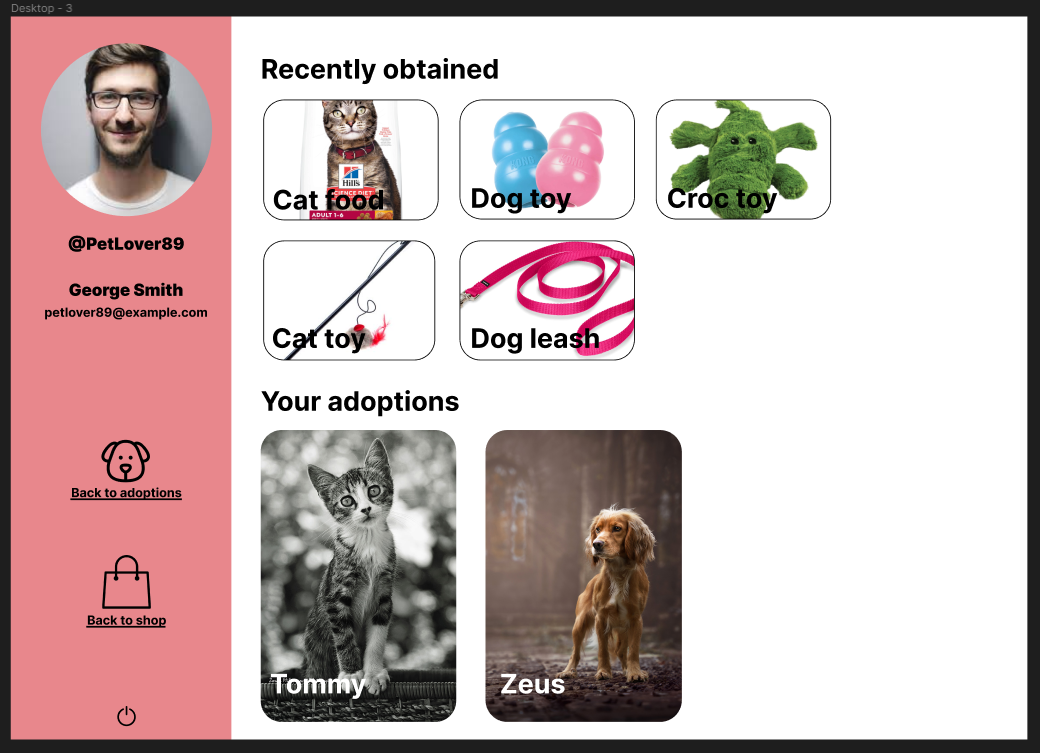 Desktop - 3
@PetLover89
George Smith
petlover89@example.com
Back to adoptions
Back to shop
Recently obtained
Hill's
SCIENCE DIET
ADULT 1-6
Cat food
Dog toy
Croc toy
Cat toy
Dog leash
Your adoptions
Tommy
Zeus